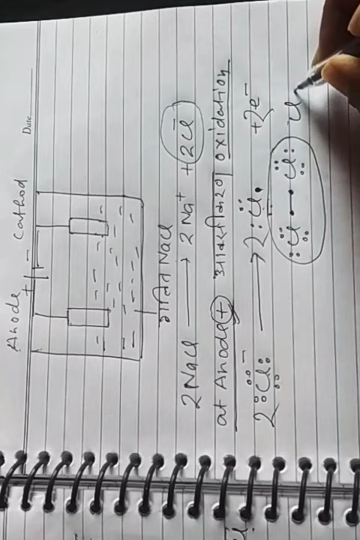 Date
Anode Cathod
+ -
गलित NaCl
2NaCl → 2Na⁺ + 2Cl⁻
at Anode (+) आक्सीकरण oxidation
2:Cl:⁻ → 2:Cl. + 2e⁻
:Cl — Cl: Cl